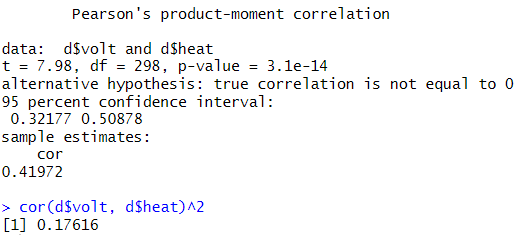 Pearson's product-moment correlation
data:  d$volt and d$heat
t = 7.98, df = 298, p-value = 3.1e-14
alternative hypothesis: true correlation is not equal to 0
95 percent confidence interval:
 0.32177 0.50878
sample estimates:
    cor
0.41972
> cor(d$volt, d$heat)^2
[1] 0.17616